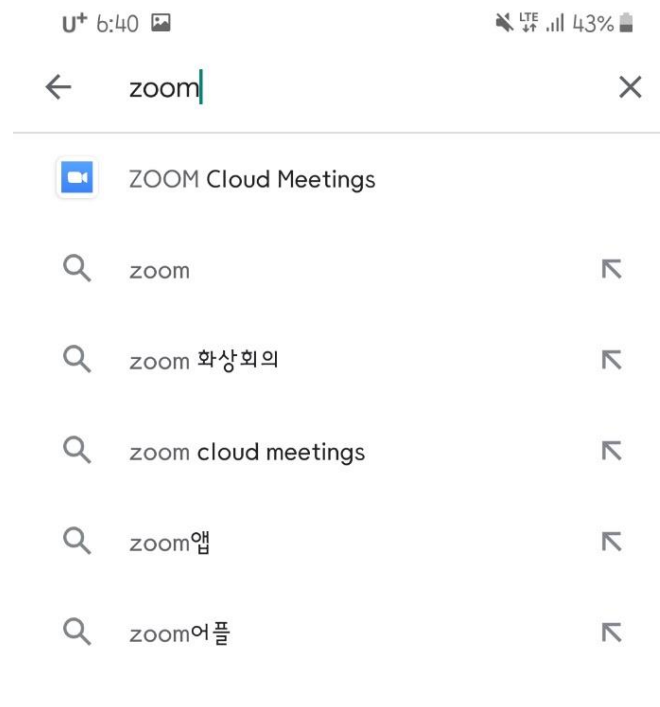 U+ 6:40 LTE 43%
zoom
ZOOM Cloud Meetings
zoom
zoom 화상회의
zoom cloud meetings
zoom앱
zoom어플